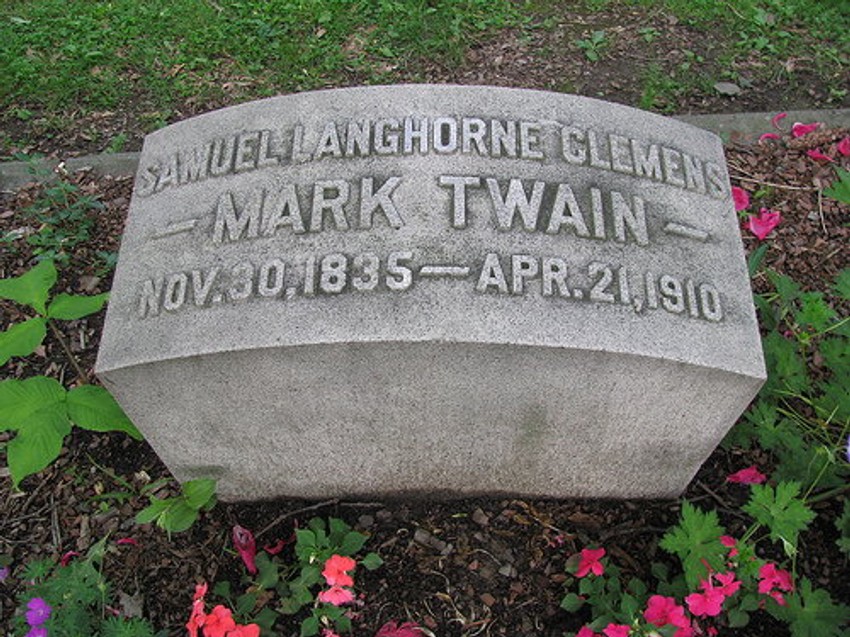 SAMUEL LANGHORNE CLEMENS
— MARK TWAIN —
NOV. 30, 1835 — APR. 21, 1910